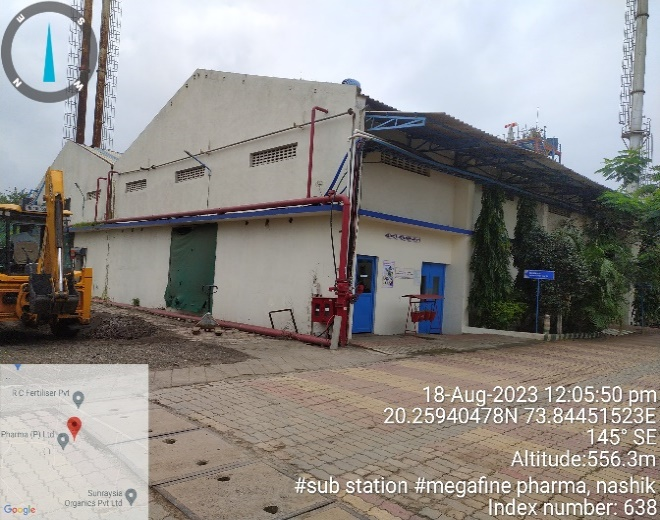 R C Fertiliser Pvt
Pharma (P) Ltd
Sunraysia
Organics Pvt Ltd
Google
18-Aug-2023 12:05:50 pm
20.25940478N 73.84451523E
145° SE
Altitude:556.3m
#sub station #megafine pharma, nashik
Index number: 638